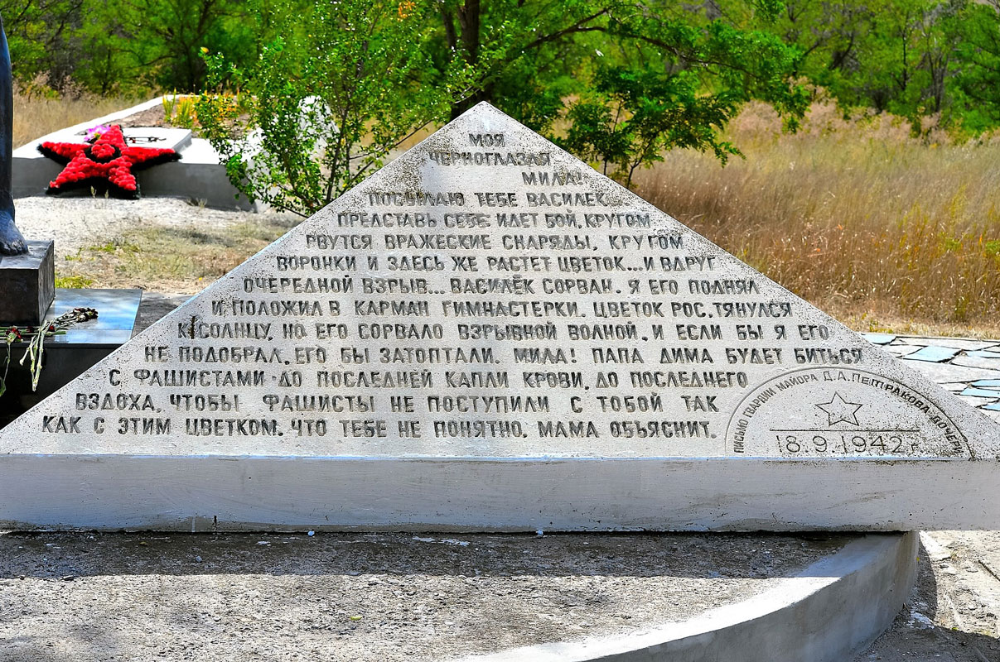 МОЯ
ЧЕРНОГЛАЗАЯ
МИЛА!
ПОСЫЛАЮ ТЕБЕ ВАСИЛЕК...
ПРЕДСТАВЬ СЕБЕ ИДЕТ БОЙ, КРУГОМ
РВУТСЯ ВРАЖЕСКИЕ СНАРЯДЫ, КРУГОМ
ВОРОНКИ И ЗДЕСЬ ЖЕ РАСТЕТ ЦВЕТОК...И ВДРУГ
ОЧЕРЕДНОЙ ВЗРЫВ... ВАСИЛЁК СОРВАН. Я ЕГО ПОДНЯЛ
И ПОЛОЖИЛ В КАРМАН ГИМНАСТЕРКИ. ЦВЕТОК РОС, ТЯНУЛСЯ
К СОЛНЦУ, НО ЕГО СОРВАЛО ВЗРЫВНОЙ ВОЛНОЙ, И ЕСЛИ БЫ Я ЕГО
НЕ ПОДОБРАЛ, ЕГО БЫ ЗАТОПТАЛИ. МИЛА! ПАПА ДИМА БУДЕТ БИТЬСЯ
С ФАШИСТАМИ ДО ПОСЛЕДНЕЙ КАПЛИ КРОВИ, ДО ПОСЛЕДНЕГО
ВЗДОХА, ЧТОБЫ ФАШИСТЫ НЕ ПОСТУПИЛИ С ТОБОЙ ТАК
КАК С ЭТИМ ЦВЕТКОМ. ЧТО ТЕБЕ НЕ ПОНЯТНО, МАМА ОБЪЯСНИТ.
ПИСЬМО ГВАРДИИ МАЙОРА Д.А.ПЕТРАКОВА-ДОЧЕРИ
18.9.1942 г.